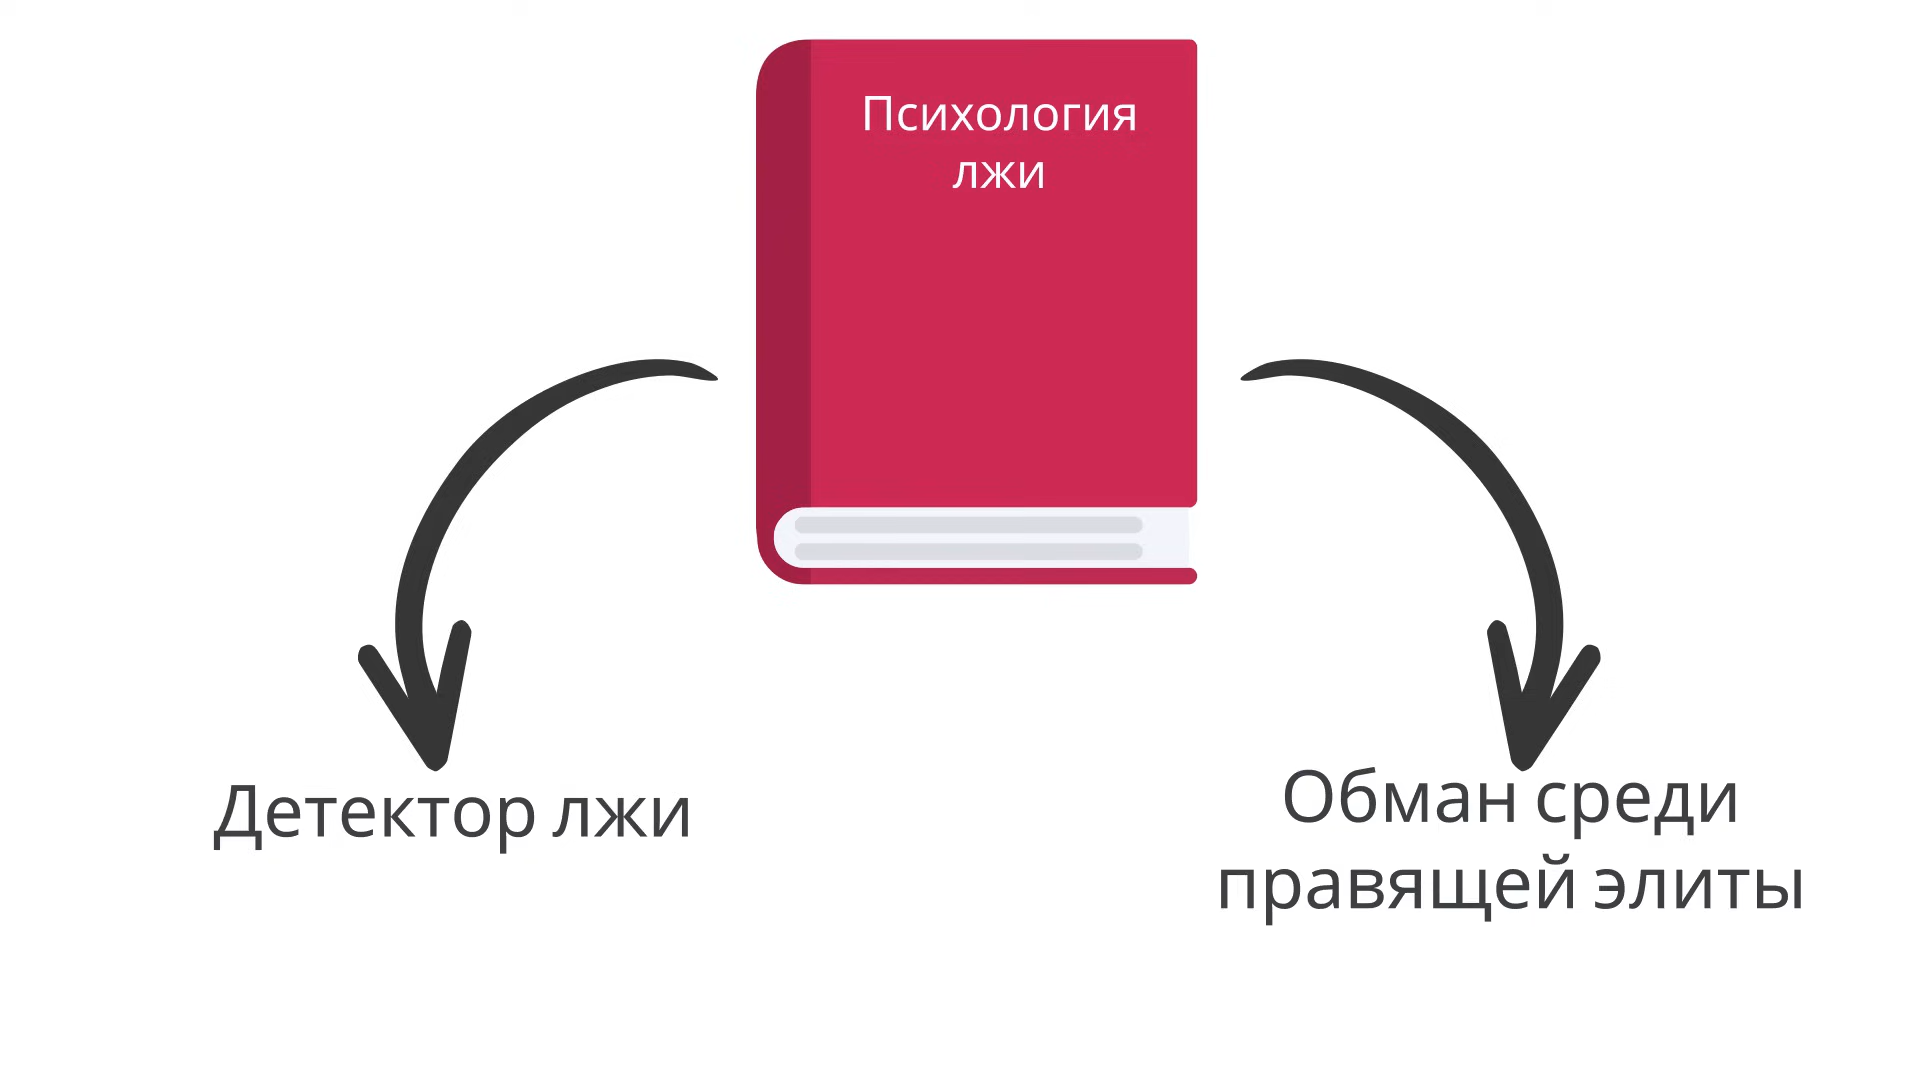 Психология
лжи
Детектор лжи
Обман среди
правящей элиты